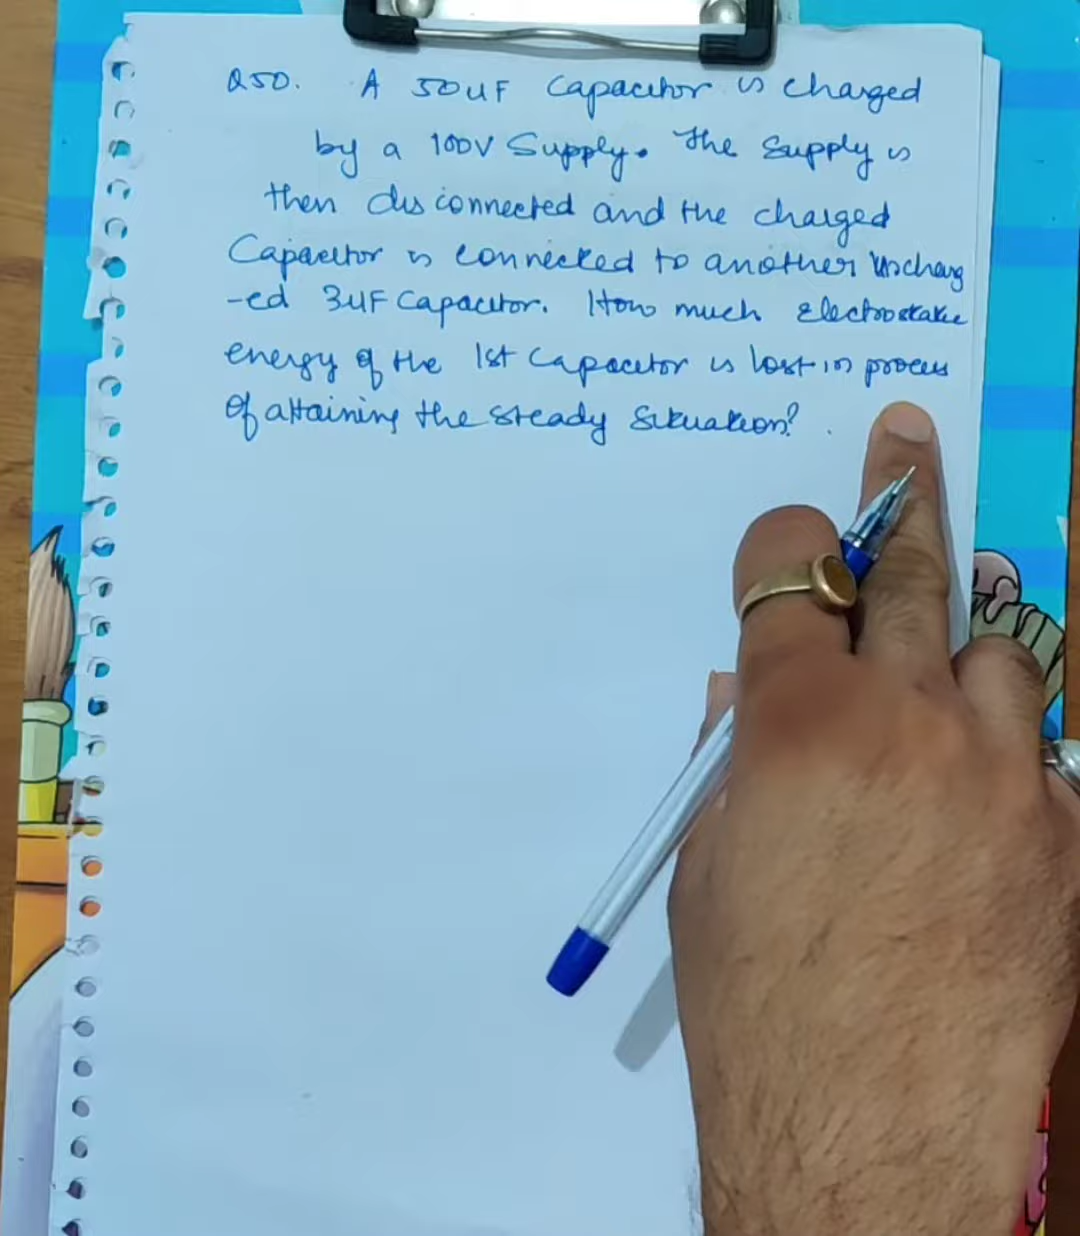 Q50. A 50uF Capacitor is charged
by a 100V Supply. The Supply is
then disconnected and the charged
Capacitor is connected to another uncharg
-ed 3uF Capacitor. How much Electrostatic
energy of the 1st Capacitor is lost in process
of attaining the steady Situation?